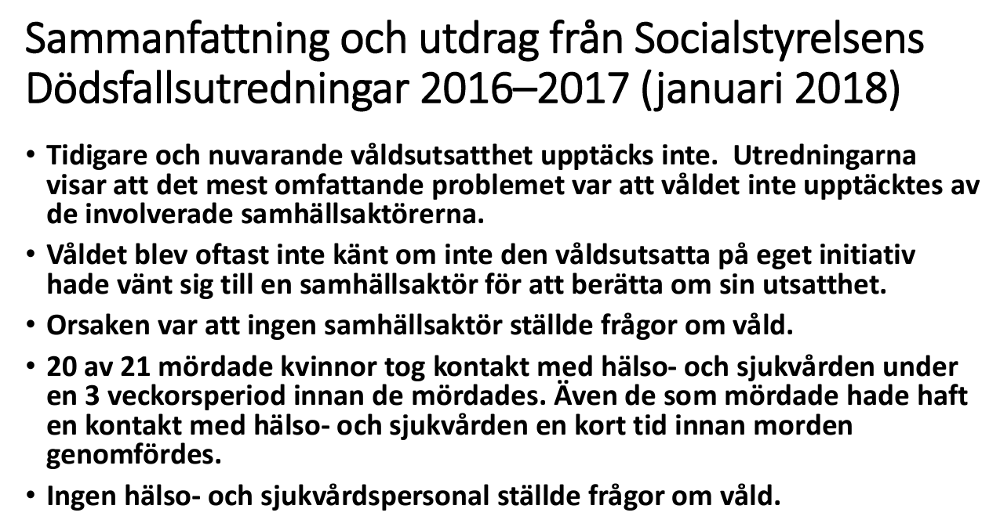 Sammanfattning och utdrag från Socialstyrelsens
Dödsfallsutredningar 2016–2017 (januari 2018)
• Tidigare och nuvarande våldsutsatthet upptäcks inte.  Utredningarna
visar att det mest omfattande problemet var att våldet inte upptäcktes av
de involverade samhällsaktörerna.
• Våldet blev oftast inte känt om inte den våldsutsatta på eget initiativ
hade vänt sig till en samhällsaktör för att berätta om sin utsatthet.
• Orsaken var att ingen samhällsaktör ställde frågor om våld.
• 20 av 21 mördade kvinnor tog kontakt med hälso- och sjukvården under
en 3 veckorsperiod innan de mördades. Även de som mördade hade haft
en kontakt med hälso- och sjukvården en kort tid innan morden
genomfördes.
• Ingen hälso- och sjukvårdspersonal ställde frågor om våld.